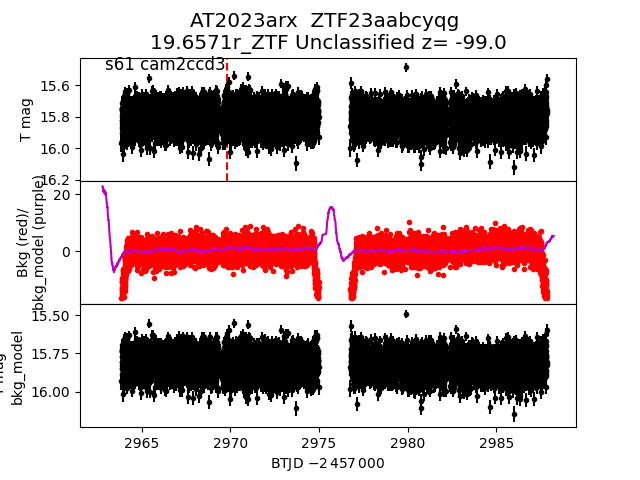 AT2023arx  ZTF23aabcyqg
19.6571r_ZTF Unclassified z= -99.0
s61 cam2ccd3
T mag
15.6
15.8
16.0
16.2
Bkg (red)/
bkg_model (purple)
20
0
T mag
bkg_model
15.50
15.75
16.00
2965
2970
2975
2980
2985
BTJD −2 457 000